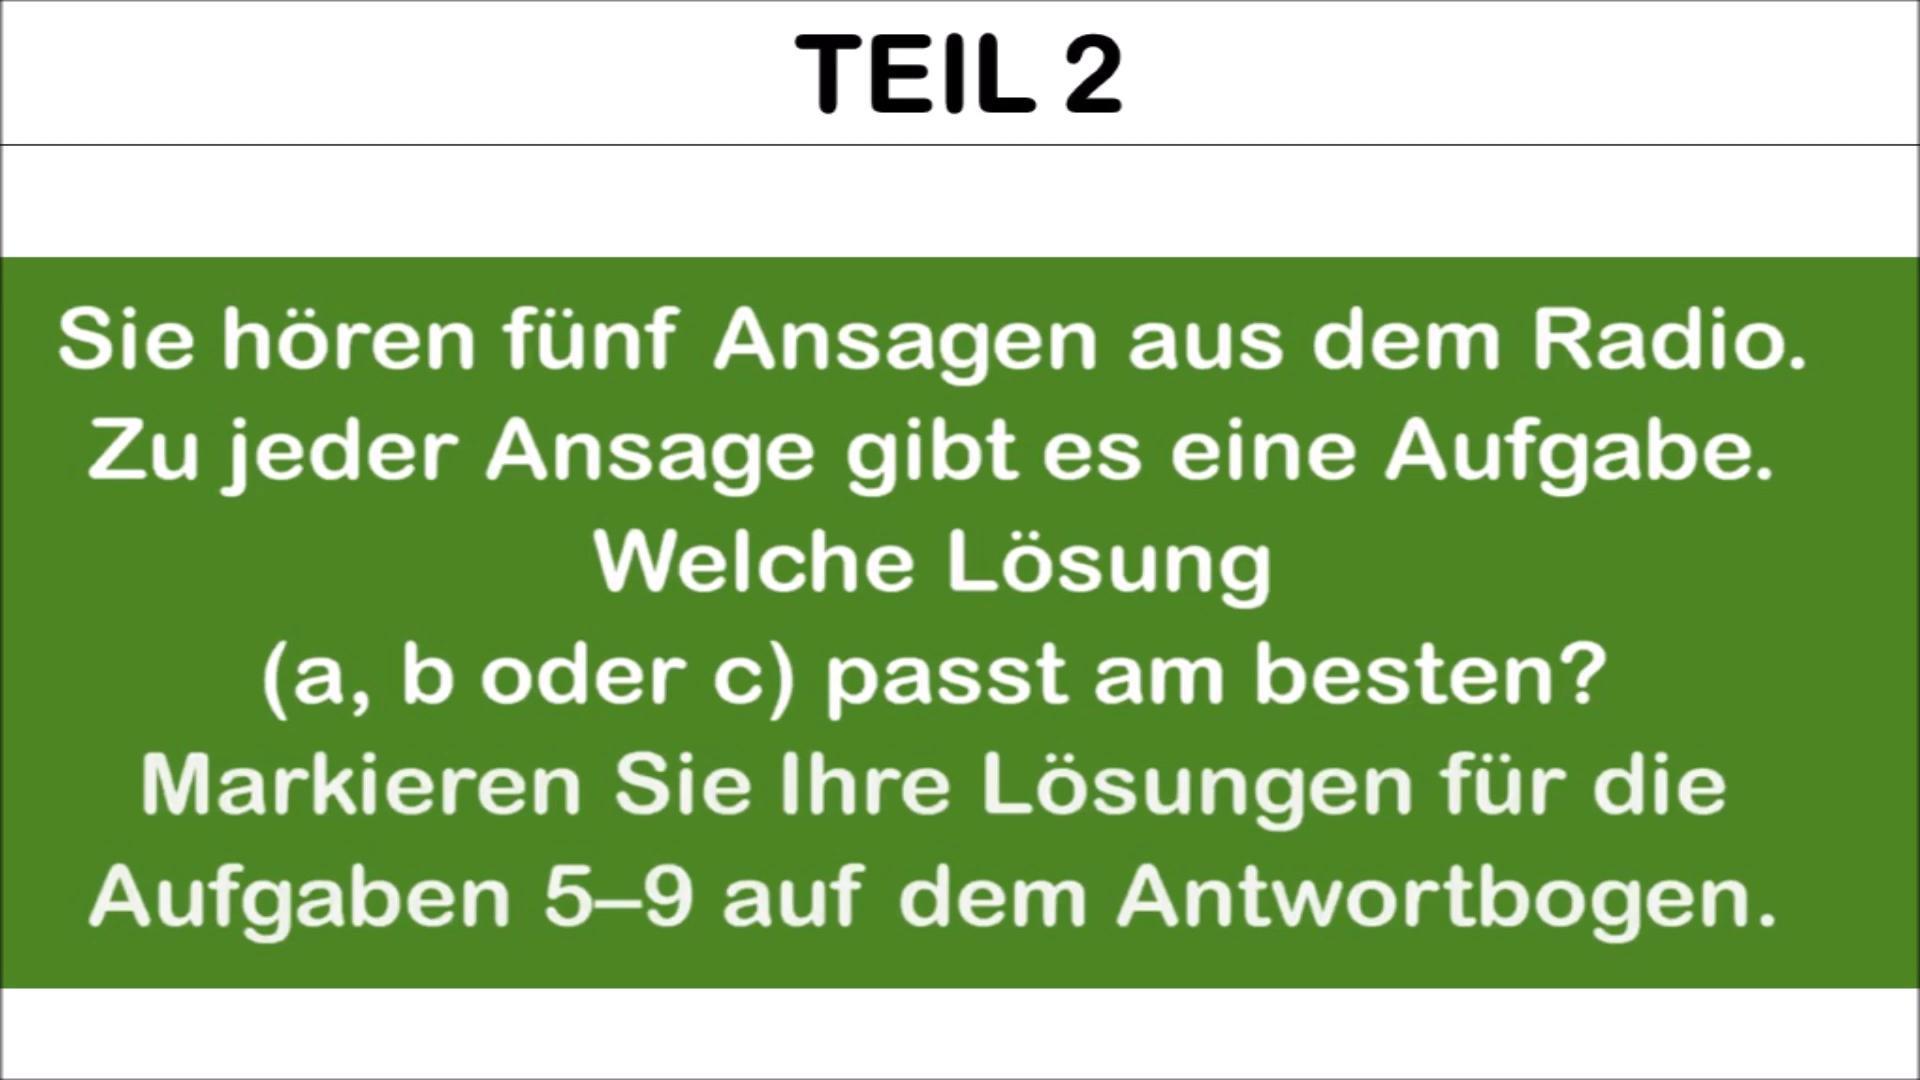 TEIL 2
Sie hören fünf Ansagen aus dem Radio.
Zu jeder Ansage gibt es eine Aufgabe.
Welche Lösung
(a, b oder c) passt am besten?
Markieren Sie Ihre Lösungen für die
Aufgaben 5–9 auf dem Antwortbogen.